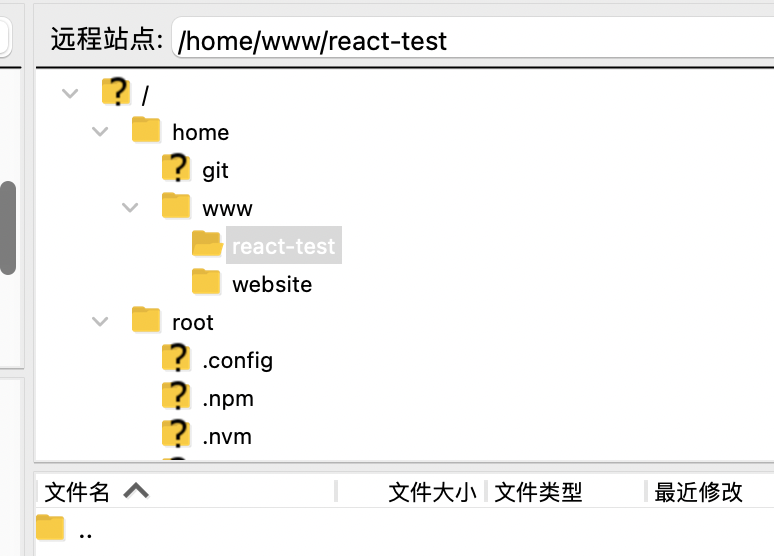 远程站点: /home/www/react-test
/
home
git
www
react-test
website
root
.config
.npm
.nvm
文件名 文件大小 文件类型 最近修改
..